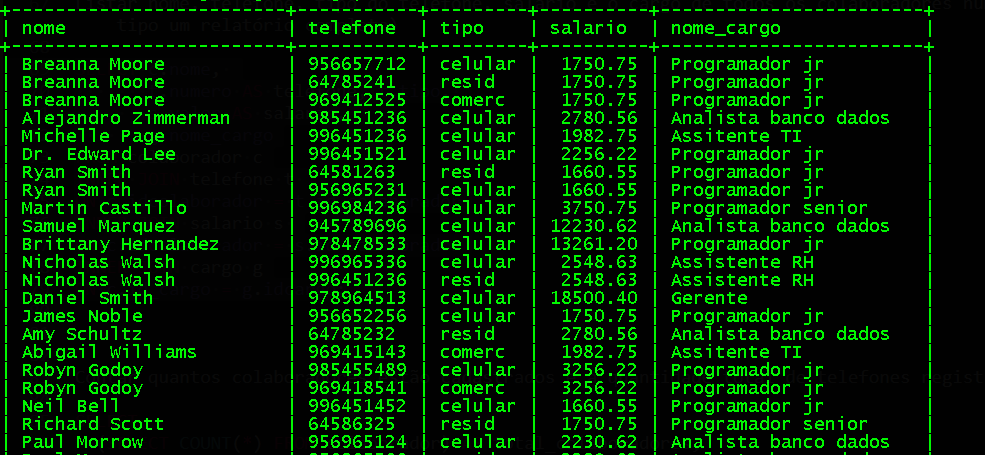 | nome | telefone | tipo | salario | nome_cargo |
| Breanna Moore | 956657712 | celular | 1750.75 | Programador jr |
| Breanna Moore | 64785241 | resid | 1750.75 | Programador jr |
| Breanna Moore | 969412525 | comerc | 1750.75 | Programador jr |
| Alejandro Zimmerman | 985451236 | celular | 2780.56 | Analista banco dados |
| Michelle Page | 996451236 | celular | 1982.75 | Assitente TI |
| Dr. Edward Lee | 996451521 | celular | 2256.22 | Programador jr |
| Ryan Smith | 64581263 | resid | 1660.55 | Programador jr |
| Ryan Smith | 956965231 | celular | 1660.55 | Programador jr |
| Martin Castillo | 996984236 | celular | 3750.75 | Programador senior |
| Samuel Marquez | 945789696 | celular | 12230.62 | Analista banco dados |
| Brittany Hernandez | 978478533 | celular | 13261.20 | Programador jr |
| Nicholas Walsh | 996965336 | celular | 2548.63 | Assistente RH |
| Nicholas Walsh | 996451236 | resid | 2548.63 | Assistente RH |
| Daniel Smith | 978964513 | celular | 18500.40 | Gerente |
| James Noble | 956652256 | celular | 1750.75 | Programador jr |
| Amy Schultz | 64785232 | resid | 2780.56 | Analista banco dados |
| Abigail Williams | 969415143 | comerc | 1982.75 | Assitente TI |
| Robyn Godoy | 985455489 | celular | 3256.22 | Programador jr |
| Robyn Godoy | 969418541 | comerc | 3256.22 | Programador jr |
| Neil Bell | 996451452 | celular | 1660.55 | Programador jr |
| Richard Scott | 64586325 | resid | 1750.75 | Programador senior |
| Paul Morrow | 956965124 | celular | 2230.62 | Analista banco dados |